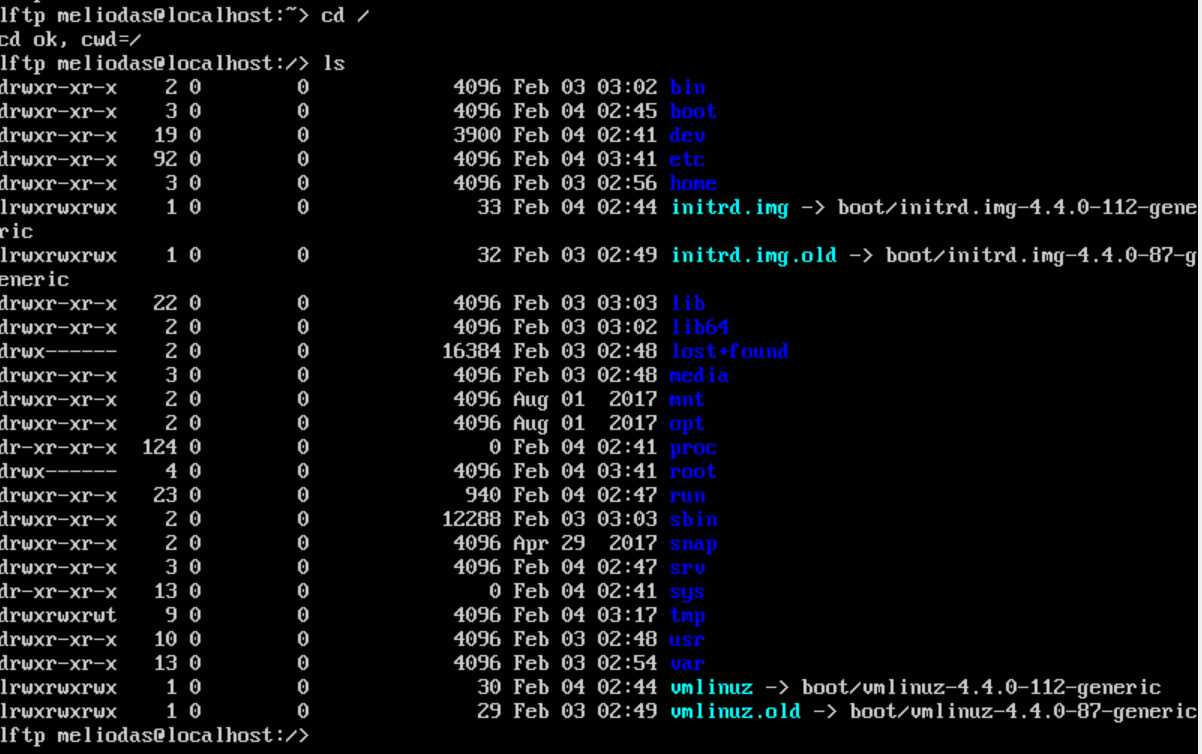 lftp meliodas@localhost:~> cd /
cd ok, cwd=/
lftp meliodas@localhost:/> ls
drwxr-xr-x    2 0        0            4096 Feb 03 03:02 bin
drwxr-xr-x    3 0        0            4096 Feb 04 02:45 boot
drwxr-xr-x   19 0        0            3900 Feb 04 02:41 dev
drwxr-xr-x   92 0        0            4096 Feb 04 03:41 etc
drwxr-xr-x    3 0        0            4096 Feb 03 02:56 home
lrwxrwxrwx    1 0        0              33 Feb 04 02:44 initrd.img -> boot/initrd.img-4.4.0-112-gene
ric
lrwxrwxrwx    1 0        0              32 Feb 03 02:49 initrd.img.old -> boot/initrd.img-4.4.0-87-g
eneric
drwxr-xr-x   22 0        0            4096 Feb 03 03:03 lib
drwxr-xr-x    2 0        0            4096 Feb 03 03:02 lib64
drwx------    2 0        0           16384 Feb 03 02:48 lost+found
drwxr-xr-x    3 0        0            4096 Feb 03 02:48 media
drwxr-xr-x    2 0        0            4096 Aug 01  2017 mnt
drwxr-xr-x    2 0        0            4096 Aug 01  2017 opt
dr-xr-xr-x  124 0        0               0 Feb 04 02:41 proc
drwx------    4 0        0            4096 Feb 04 03:41 root
drwxr-xr-x   23 0        0             940 Feb 04 02:47 run
drwxr-xr-x    2 0        0           12288 Feb 03 03:03 sbin
drwxr-xr-x    2 0        0            4096 Apr 29  2017 snap
drwxr-xr-x    3 0        0            4096 Feb 04 02:47 srv
dr-xr-xr-x   13 0        0               0 Feb 04 02:41 sys
drwxrwxrwt    9 0        0            4096 Feb 04 03:17 tmp
drwxr-xr-x   10 0        0            4096 Feb 03 02:48 usr
drwxr-xr-x   13 0        0            4096 Feb 03 02:54 var
lrwxrwxrwx    1 0        0              30 Feb 04 02:44 vmlinuz -> boot/vmlinuz-4.4.0-112-generic
lrwxrwxrwx    1 0        0              29 Feb 03 02:49 vmlinuz.old -> boot/vmlinuz-4.4.0-87-generic
lftp meliodas@localhost:/>